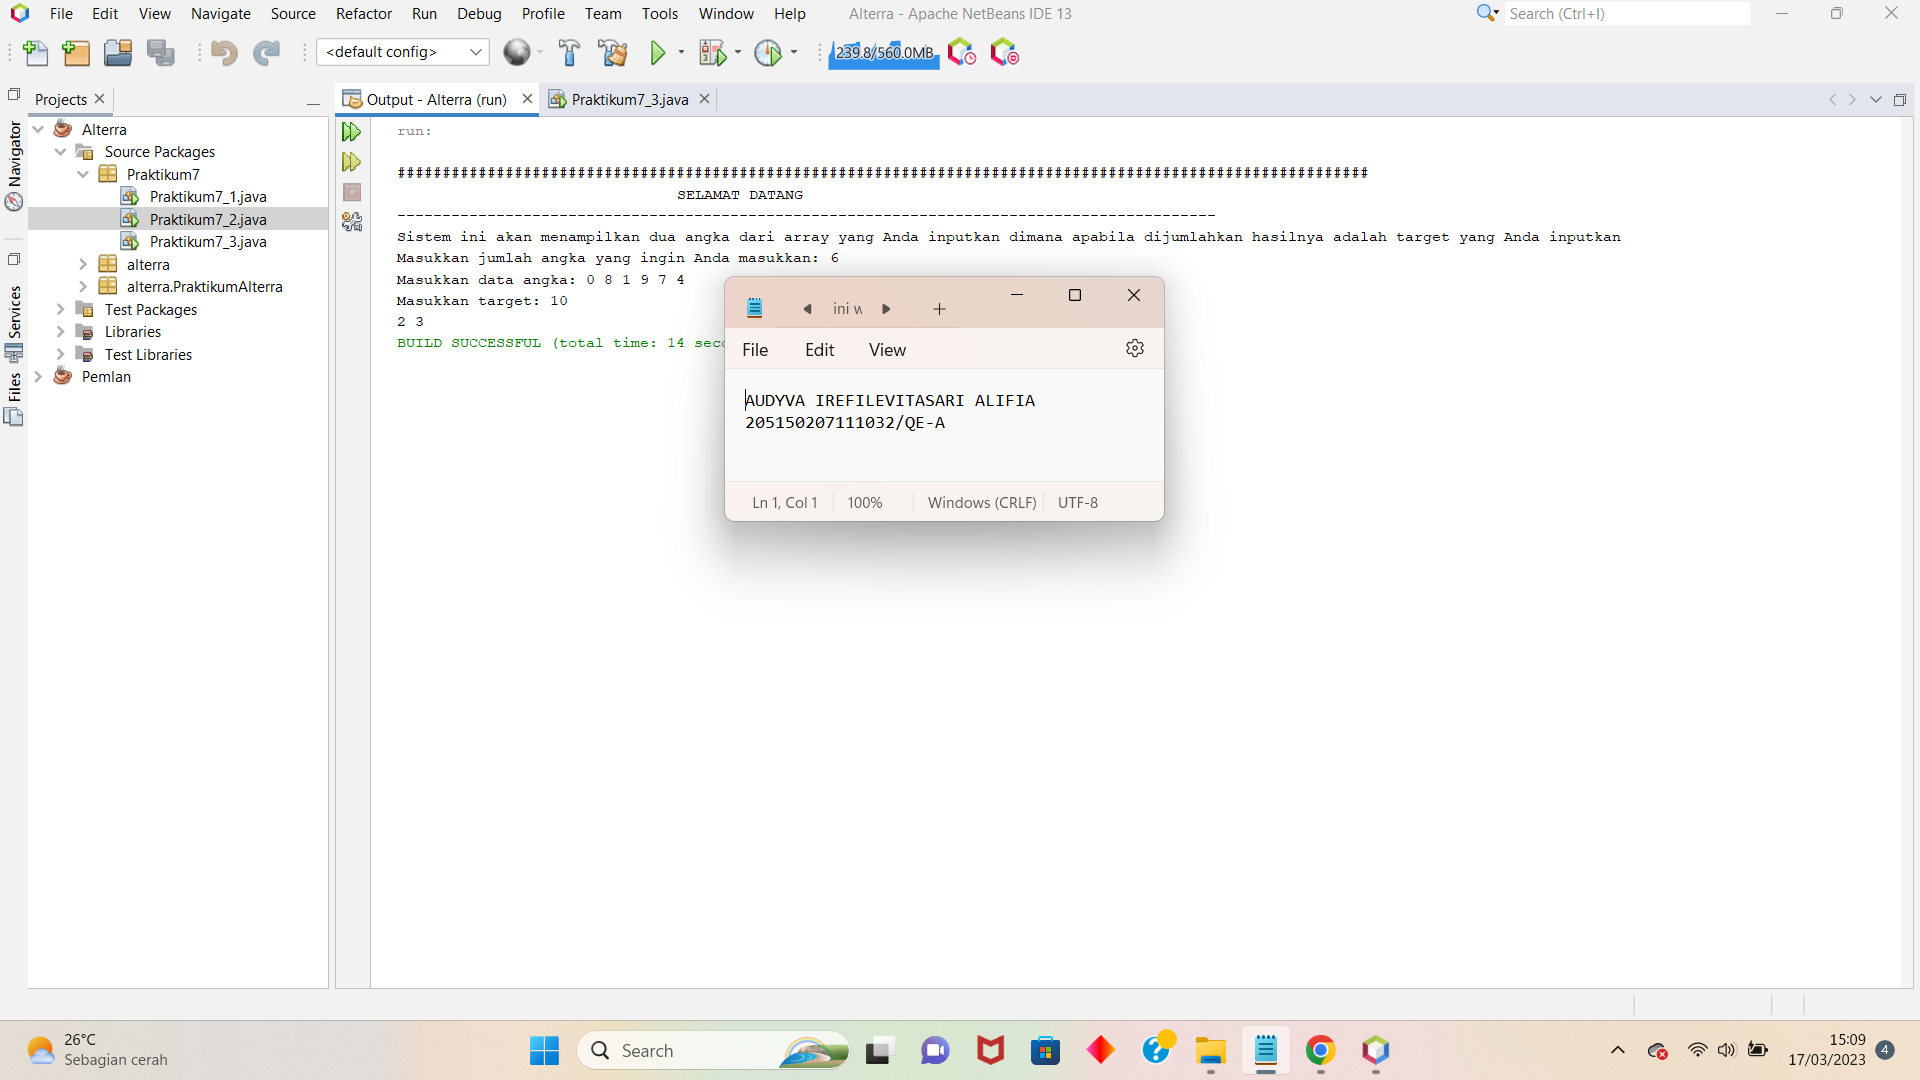 File Edit View Navigate Source Refactor Run Debug Profile Team Tools Window Help Alterra - Apache NetBeans IDE 13 Search (Ctrl+I)
<default config> 239.8/560.0MB
Projects Output - Alterra (run) Praktikum7_3.java
Navigator
Services
Files
Alterra
Source Packages
Praktikum7
Praktikum7_1.java
Praktikum7_2.java
Praktikum7_3.java
alterra
alterra.PraktikumAlterra
Test Packages
Libraries
Test Libraries
Pemlan
run:
############################################################################################################
SELAMAT DATANG
-------------------------------------------------------------------------------------------
Sistem ini akan menampilkan dua angka dari array yang Anda inputkan dimana apabila dijumlahkan hasilnya adalah target yang Anda inputkan
Masukkan jumlah angka yang ingin Anda masukkan: 6
Masukkan data angka: 0 8 1 9 7 4
Masukkan target: 10
2 3
BUILD SUCCESSFUL (total time: 14 seco
ini w
File Edit View
AUDYVA IREFILEVITASARI ALIFIA
205150207111032/QE-A
Ln 1, Col 1 100% Windows (CRLF) UTF-8
26°C
Sebagian cerah
Search
15:09
17/03/2023
4